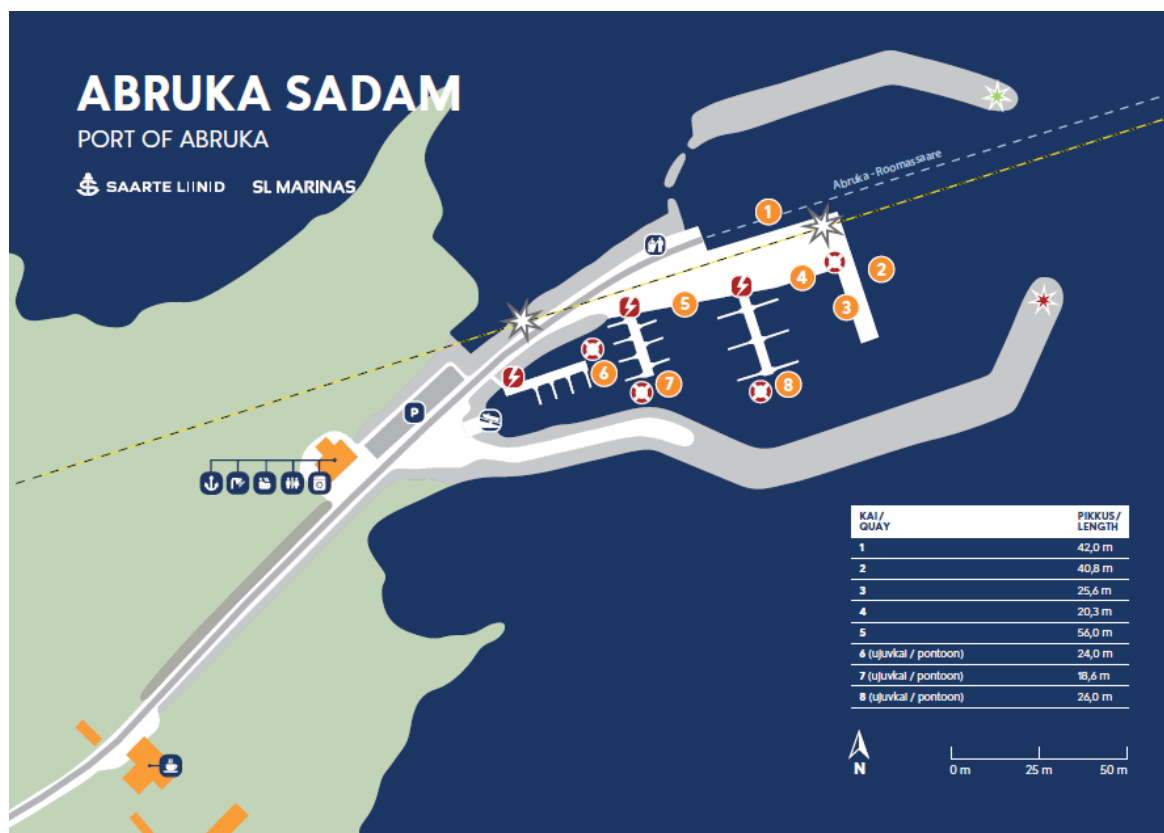 ABRUKA SADAM
PORT OF ABRUKA
SAARTE LIINID SL MARINAS
Abruka - Roomassaare
1
2
3
4
5
6
7
8
P
KAI/
QUAY
PIKKUS/
LENGTH
1 42,0 m
2 40,8 m
3 25,6 m
4 20,3 m
5 56,0 m
6 (ujuvkai / pontoon) 24,0 m
7 (ujuvkai / pontoon) 18,6 m
8 (ujuvkai / pontoon) 26,0 m
N
0 m 25 m 50 m